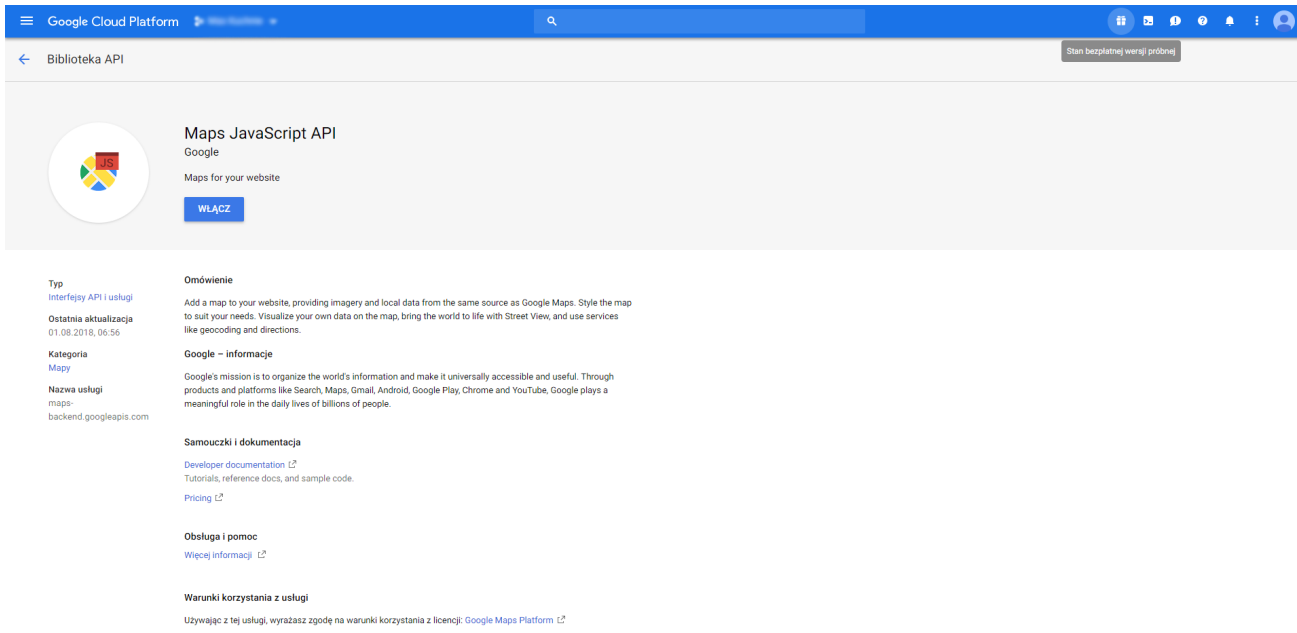 Google Cloud Platform
Stan bezpłatnej wersji próbnej
Biblioteka API
JS
Maps JavaScript API
Google
Maps for your website
WŁĄCZ
Typ
Interfejsy API i usługi
Ostatnia aktualizacja
01.08.2018, 06:56
Kategoria
Mapy
Nazwa usługi
maps-
backend.googleapis.com
Omówienie
Add a map to your website, providing imagery and local data from the same source as Google Maps. Style the map
to suit your needs. Visualize your own data on the map, bring the world to life with Street View, and use services
like geocoding and directions.
Google – informacje
Google's mission is to organize the world's information and make it universally accessible and useful. Through
products and platforms like Search, Maps, Gmail, Android, Google Play, Chrome and YouTube, Google plays a
meaningful role in the daily lives of billions of people.
Samouczki i dokumentacja
Developer documentation
Tutorials, reference docs, and sample code.
Pricing
Obsługa i pomoc
Więcej informacji
Warunki korzystania z usługi
Używając z tej usługi, wyrażasz zgodę na warunki korzystania z licencji: Google Maps Platform